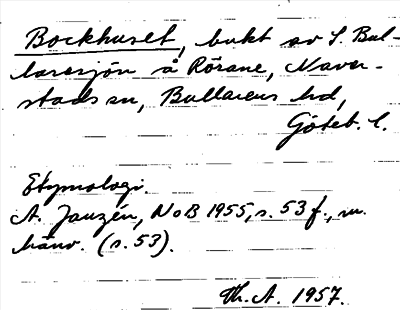 Bockhuset, bukt av S. Bul-
laresjön å Rörane, Naver-
stads sn, Bullarens hd,
Göteb. l.
Etymologi.
A. Janzén, NoB 1955, s. 53 f., m.
hänv. (s. 53).
Th. A. 1957.